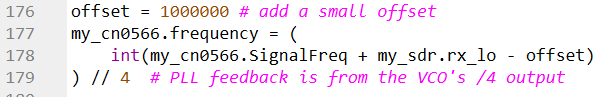 176 offset = 1000000 # add a small offset
177 my_cn0566.frequency = (
178     int(my_cn0566.SignalFreq + my_sdr.rx_lo - offset)
179 ) // 4  # PLL feedback is from the VCO's /4 output